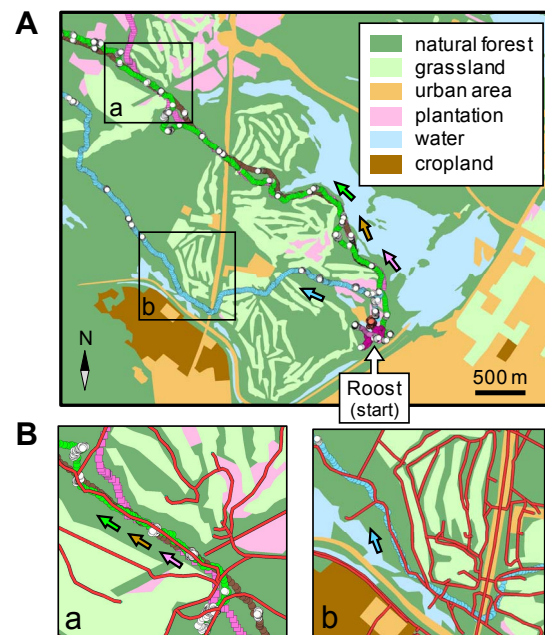 A
natural forest
grassland
urban area
plantation
water
cropland
a
b
N
Roost
(start)
500 m
B
a
b